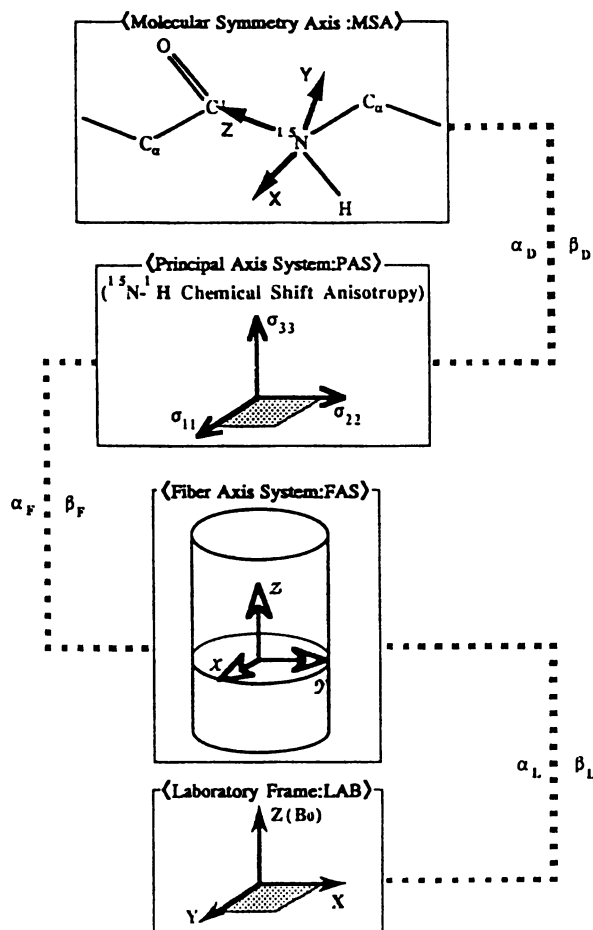 《Molecular Symmetry Axis :MSA》
O
Y
C'
Cα
Z
15N
Cα
X
H
αD βD
《Principal Axis System:PAS》
(15N-1H Chemical Shift Anisotropy)
σ33
σ11
σ22
αF βF
《Fiber Axis System:FAS》
Z
X
Y
αL βL
《Laboratory Frame:LAB》
Z(B0)
Y
X